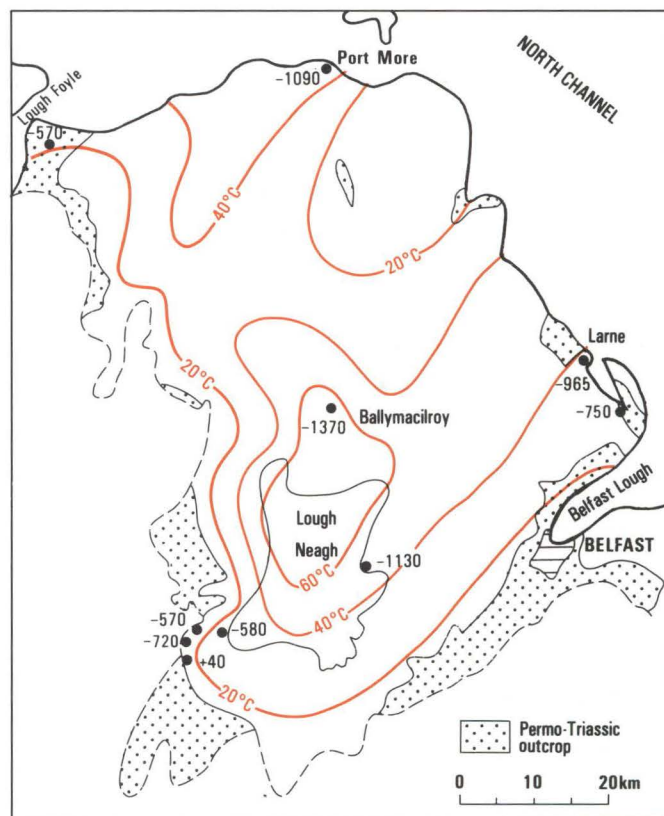 Port More
-1090
NORTH CHANNEL
Lough Foyle
-570
40°C
20°C
20°C
Larne
-965
-750
Ballymacilroy
-1370
Lough
Neagh
Belfast Lough
BELFAST
-1130
60°C
40°C
-570
-580
-720
+40
20°C
Permo-Triassic
outcrop
0 10 20km